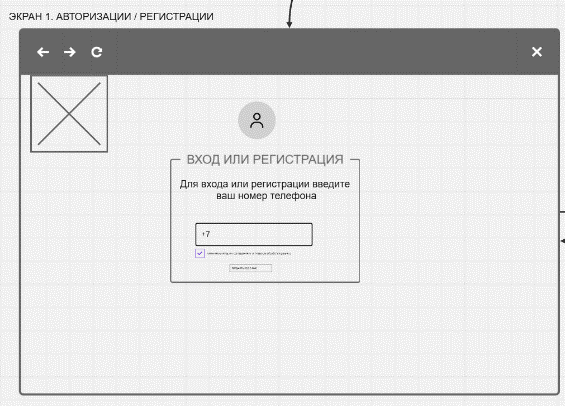 ЭКРАН 1. АВТОРИЗАЦИИ / РЕГИСТРАЦИИ
ВХОД ИЛИ РЕГИСТРАЦИЯ
Для входа или регистрации введите
ваш номер телефона
+7